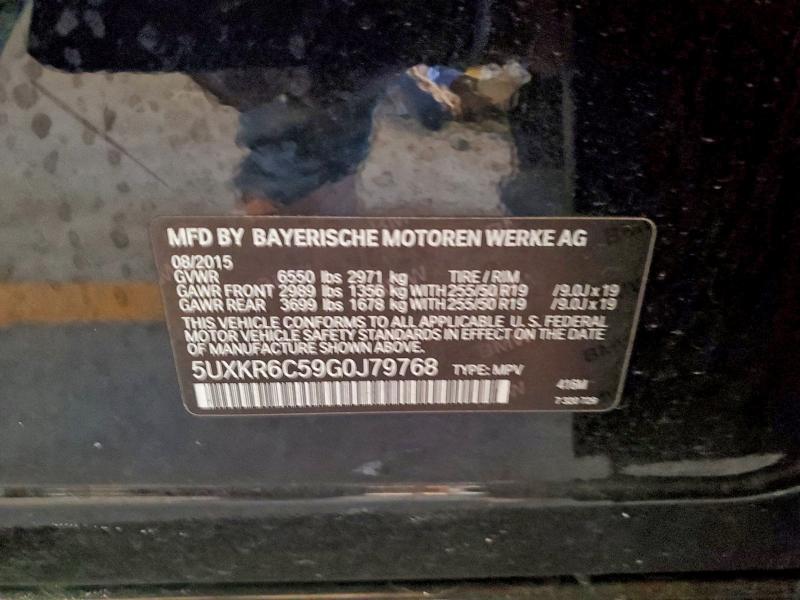 MFD BY BAYERISCHE MOTOREN WERKE AG
08/2015
GVWR 6550 lbs 2971 kg TIRE / RIM
GAWR FRONT 2989 lbs 1356 kg WITH 255/50 R19 /9.0J x 19
GAWR REAR 3699 lbs 1678 kg WITH 255/50 R19 /9.0J x 19
THIS VEHICLE CONFORMS TO ALL APPLICABLE U. S. FEDERAL
MOTOR VEHICLE SAFETY STANDARDS IN EFFECT ON THE DATE
OF MANUFACTURE SHOWN ABOVE.
5UXKR6C59G0J79768 TYPE: MPV
416M